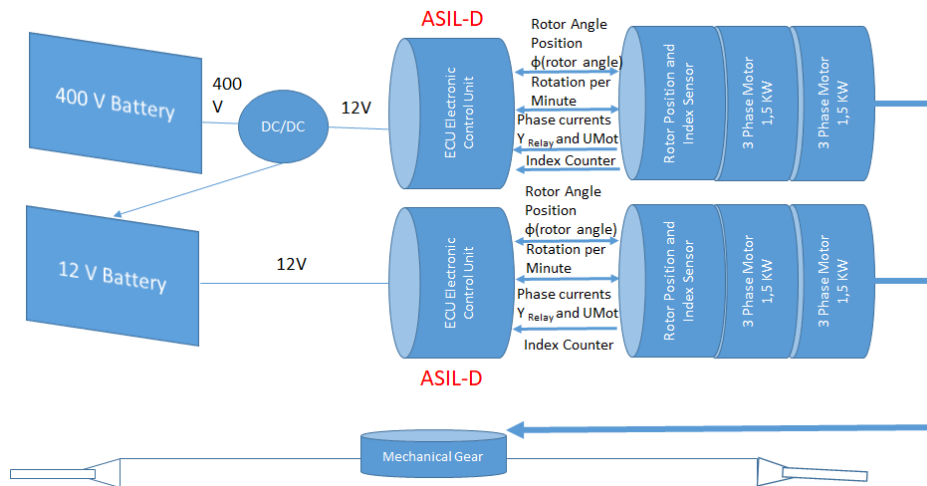 ASIL-D
400 V Battery
400
V
DC/DC
12V
ECU Electronic
Control Unit
Rotor Angle
Position
ϕ(rotor angle)
Rotation per
Minute
Phase currents
Y Relay and UMot
Index Counter
Rotor Position and
Index Sensor
3 Phase Motor
1,5 KW
3 Phase Motor
1,5 KW
12 V Battery
12V
ECU Electronic
Control Unit
Rotor Angle
Position
ϕ(rotor angle)
Rotation per
Minute
Phase currents
Y Relay and UMot
Index Counter
Rotor Position and
Index Sensor
3 Phase Motor
1,5 KW
3 Phase Motor
1,5 KW
ASIL-D
Mechanical Gear